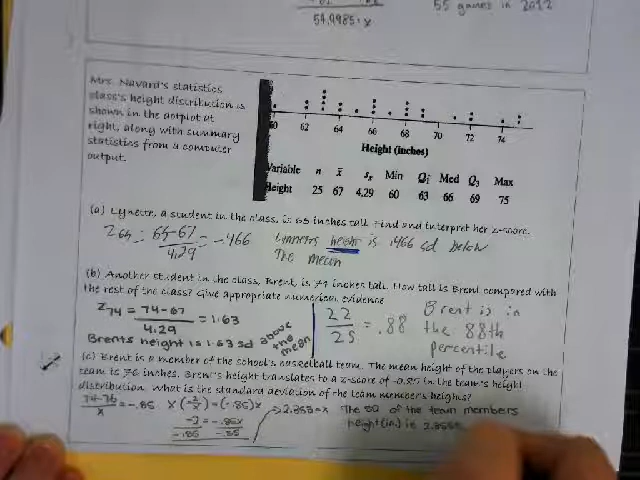 54.9985=x
55 games in 2012
Mrs. Navard's statistics
class's height distribution is
shown in the dotplot at
right, along with summary
statistics from a computer
output.
60 62 64 66 68 70 72 74
Height (inches)
Variable n x̄ sₓ Min Q₁ Med Q₃ Max
Height 25 67 4.29 60 63 66 69 75
(a) Lynette, a student in the class, is 65 inches tall. Find and interpret her z-score.
Z65 = 65-67 / 4.29 = -.466
height is .466 sd below
The mean
(b) Another student in the class, Brent, is 74 inches tall. How tall is Brent compared with
the rest of the class? Give appropriate numerical evidence
Z74 = 74-67 / 4.29 = 1.63
Brents height is 1.63 sd above the mean
22/25 = .88
Brent is in
the 88th
percentile
(c) Brent is a member of the school's basketball team. The mean height of the players on the
team is 76 inches. Brent's height translates to a z-score of -0.85 in the team's height
distribution. What is the standard deviation of the team members' heights?
74-76 / x = -.85 x(-2/x) = (-.85)x
-2 = -.85x
-.85 -.85
2.353=x
The SD of the team members
height(in) is